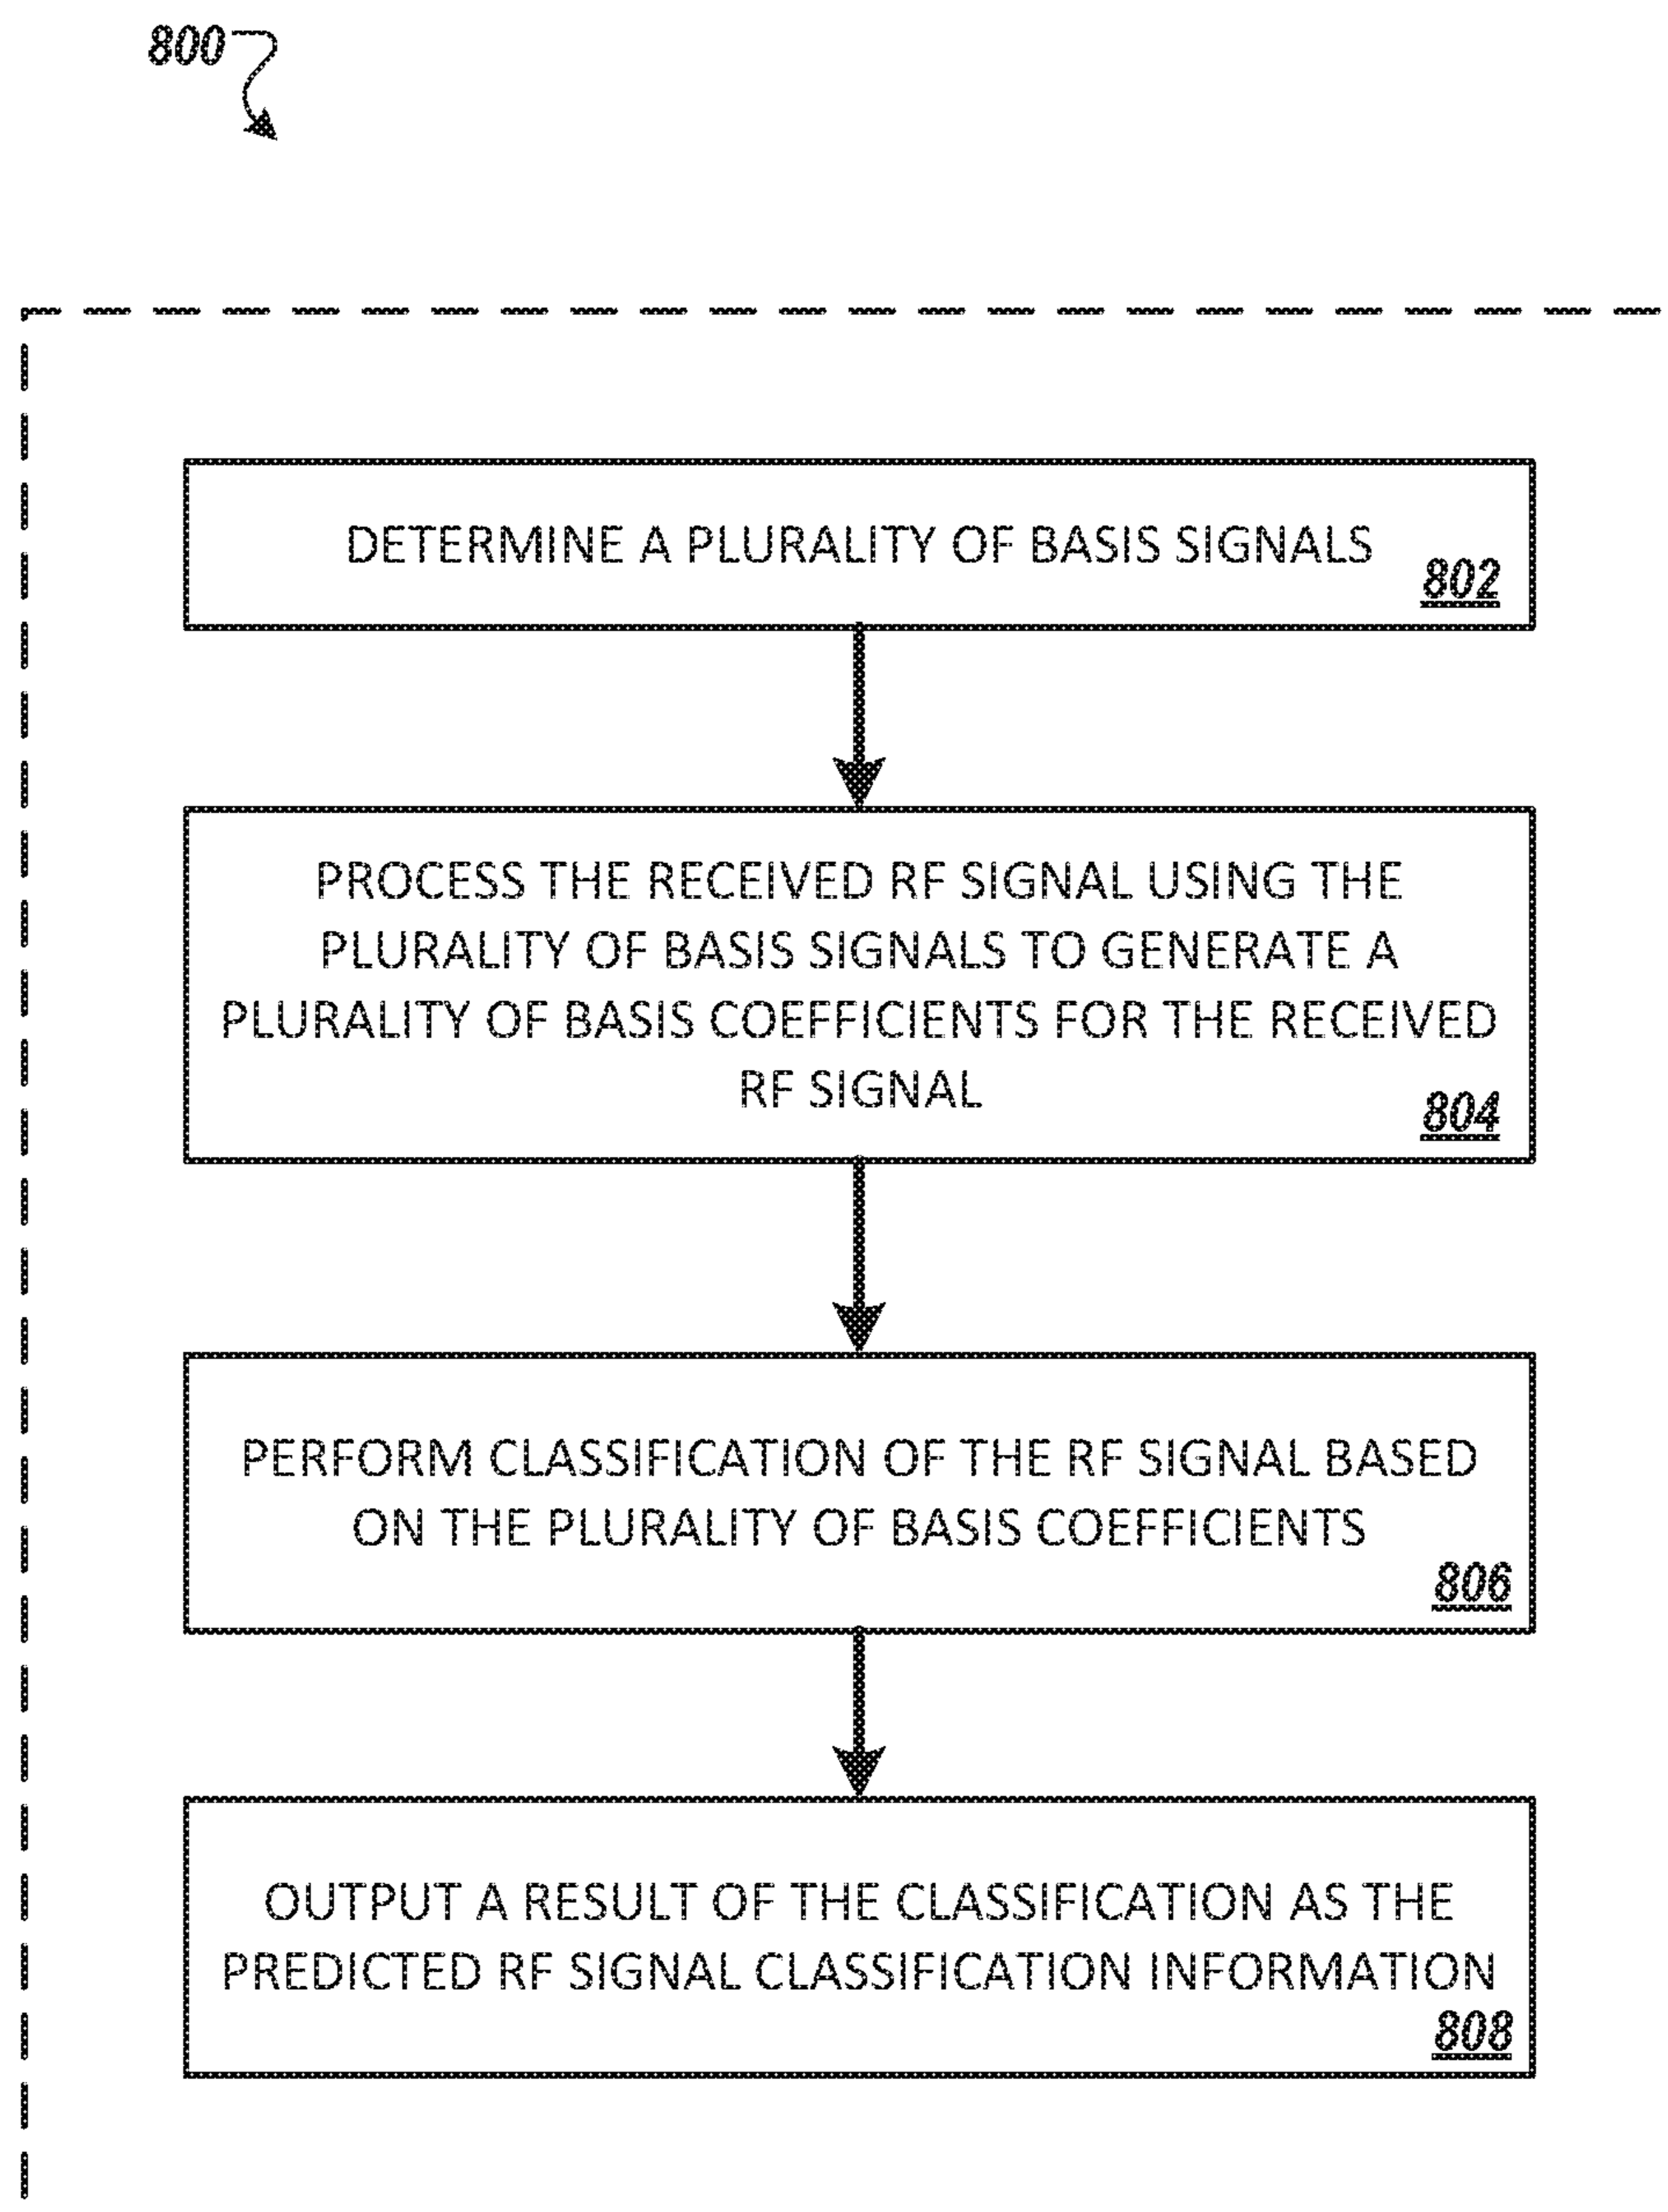 800
DETERMINE A PLURALITY OF BASIS SIGNALS
802
PROCESS THE RECEIVED RF SIGNAL USING THE
PLURALITY OF BASIS SIGNALS TO GENERATE A
PLURALITY OF BASIS COEFFICIENTS FOR THE RECEIVED
RF SIGNAL
804
PERFORM CLASSIFICATION OF THE RF SIGNAL BASED
ON THE PLURALITY OF BASIS COEFFICIENTS
806
OUTPUT A RESULT OF THE CLASSIFICATION AS THE
PREDICTED RF SIGNAL CLASSIFICATION INFORMATION
808